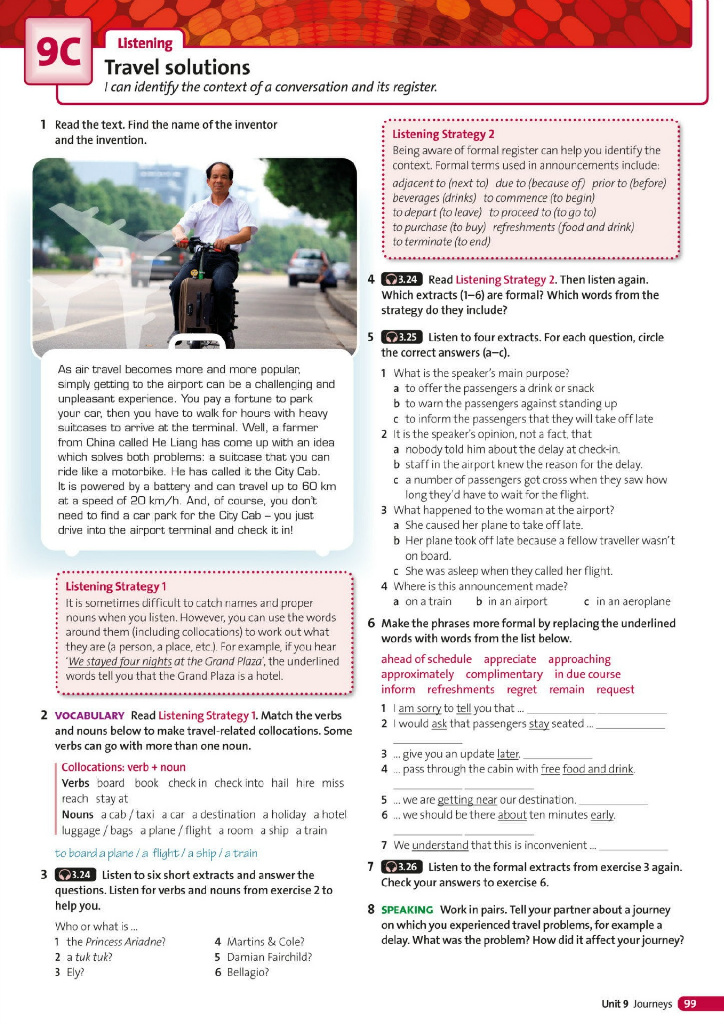 9C
Listening
Travel solutions
I can identify the context of a conversation and its register.
1 Read the text. Find the name of the inventor
and the invention.
As air travel becomes more and more popular,
simply getting to the airport can be a challenging and
unpleasant experience. You pay a fortune to park
your car, then you have to walk for hours with heavy
suitcases to arrive at the terminal. Well, a farmer
from China called He Liang has come up with an idea
which solves both problems: a suitcase that you can
ride like a motorbike. He has called it the City Cab.
It is powered by a battery and can travel up to 60 km
at a speed of 20 km/h. And, of course, you don't
need to find a car park for the City Cab – you just
drive into the airport terminal and check it in!
Listening Strategy 1
It is sometimes difficult to catch names and proper
nouns when you listen. However, you can use the words
around them (including collocations) to work out what
they are (a person, a place, etc.). For example, if you hear
'We stayed four nights at the Grand Plaza', the underlined
words tell you that the Grand Plaza is a hotel.
2 VOCABULARY Read Listening Strategy 1. Match the verbs
and nouns below to make travel-related collocations. Some
verbs can go with more than one noun.
Collocations: verb + noun
Verbs board book check in check into hail hire miss
reach stay at
Nouns a cab / taxi a car a destination a holiday a hotel
luggage / bags a plane / flight a room a ship a train
to board a plane / a flight / a ship / a train
3 3.24 Listen to six short extracts and answer the
questions. Listen for verbs and nouns from exercise 2 to
help you.
Who or what is ...
1 the Princess Ariadne?
2 a tuk tuk?
3 Ely?
4 Martins & Cole?
5 Damian Fairchild?
6 Bellagio?
Listening Strategy 2
Being aware of formal register can help you identify the
context. Formal terms used in announcements include:
adjacent to (next to) due to (because of) prior to (before)
beverages (drinks) to commence (to begin)
to depart (to leave) to proceed to (to go to)
to purchase (to buy) refreshments (food and drink)
to terminate (to end)
4 3.24 Read Listening Strategy 2. Then listen again.
Which extracts (1–6) are formal? Which words from the
strategy do they include?
5 3.25 Listen to four extracts. For each question, circle
the correct answers (a–c).
1 What is the speaker's main purpose?
a to offer the passengers a drink or snack
b to warn the passengers against standing up
c to inform the passengers that they will take off late
2 It is the speaker's opinion, not a fact, that
a nobody told him about the delay at check-in.
b staff in the airport knew the reason for the delay.
c a number of passengers got cross when they saw how
long they'd have to wait for the flight.
3 What happened to the woman at the airport?
a She caused her plane to take off late.
b Her plane took off late because a fellow traveller wasn't
on board.
c She was asleep when they called her flight.
4 Where is this announcement made?
a on a train b in an airport c in an aeroplane
6 Make the phrases more formal by replacing the underlined
words with words from the list below.
ahead of schedule appreciate approaching
approximately complimentary in due course
inform refreshments regret remain request
1 I am sorry to tell you that ...
2 I would ask that passengers stay seated ...
3 ... give you an update later.
4 ... pass through the cabin with free food and drink.
5 ... we are getting near our destination.
6 ... we should be there about ten minutes early.
7 We understand that this is inconvenient ...
7 3.26 Listen to the formal extracts from exercise 3 again.
Check your answers to exercise 6.
8 SPEAKING Work in pairs. Tell your partner about a journey
on which you experienced travel problems, for example a
delay. What was the problem? How did it affect your journey?
Unit 9 Journeys 99